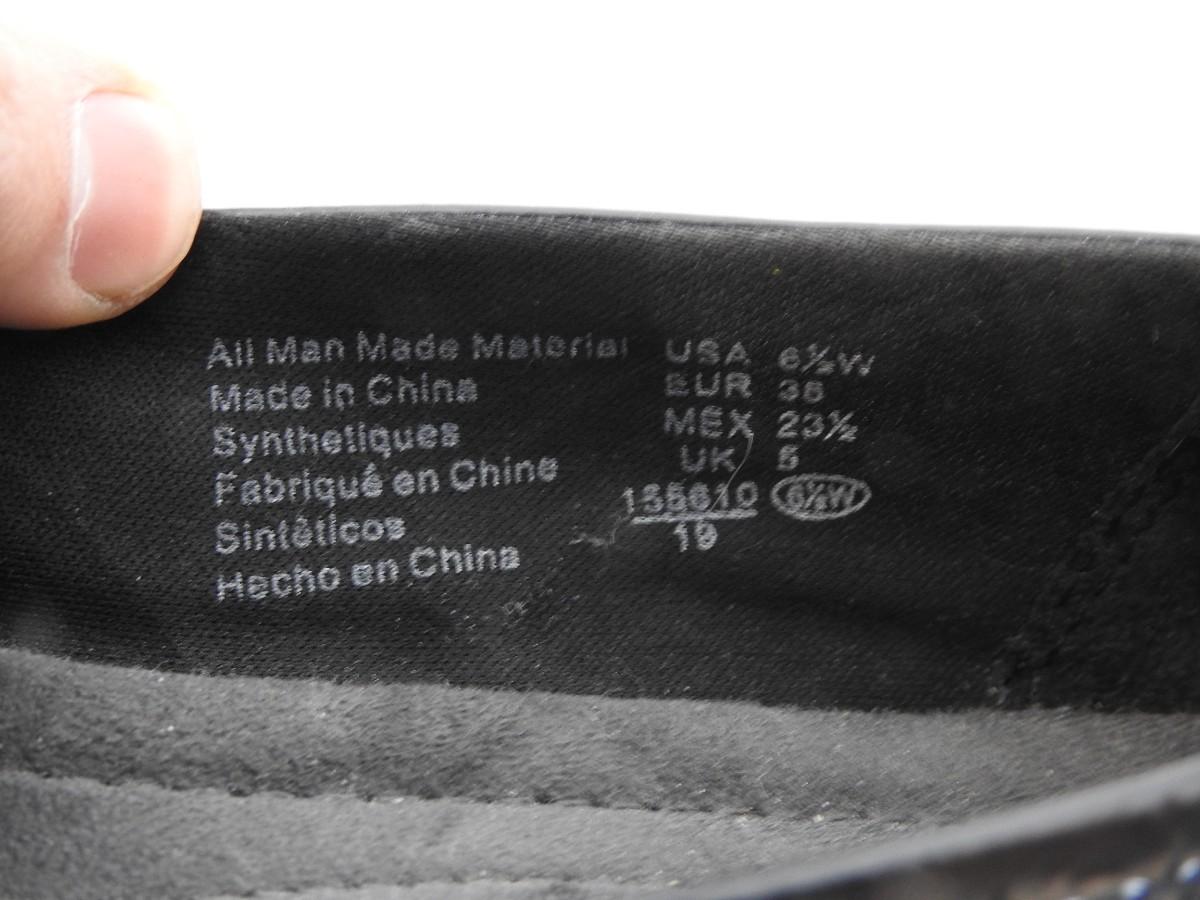 All Man Made Material
Made in China
Synthetiques
Fabriqué en Chine
Sintéticos
Hecho en China
USA 6½W
EUR 36
MEX 23½
UK 5
155610 6½W
19